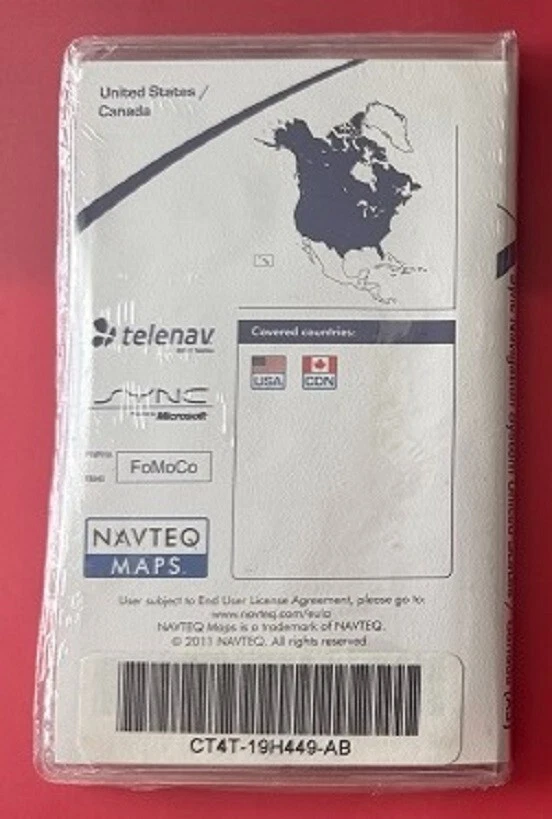 United States /
Canada
telenav
Covered countries:
USA CDN
SYNC
Microsoft
FoMoCo
NAVTEQ
MAPS
User subject to End User License Agreement, please go to:
www.navteq.com/eula
NAVTEQ Maps is a trademark of NAVTEQ.
© 2011 NAVTEQ. All rights reserved.
CT4T-19H449-AB